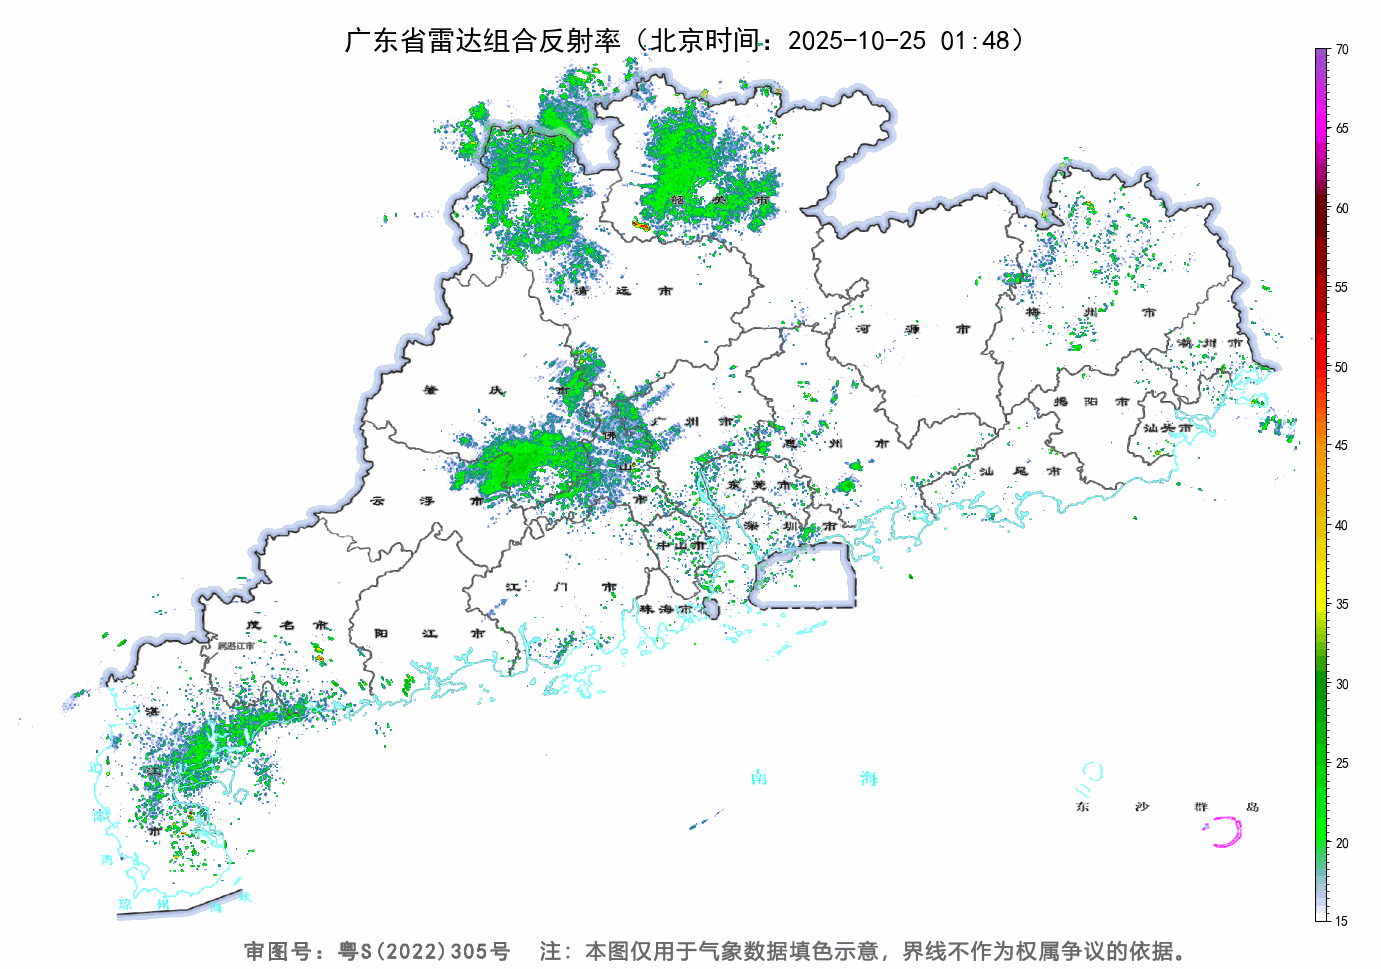 广东省雷达组合反射率（北京时间：2025-10-25 01:48）
70
65
60
55
50
45
40
35
30
25
20
15
韶关市
清远市
河源市
梅州市
潮州市
肇庆市
广州市
佛山市
惠州市
揭阳市
汕头市
汕尾市
云浮市
东莞市
深圳市
中山市
江门市
珠海市
茂名市
属湛江市
阳江市
湛江市
北部湾
琼州海峡
南海
东沙群岛
审图号：粤S(2022)305号 注：本图仅用于气象数据填色示意，界线不作为权属争议的依据。